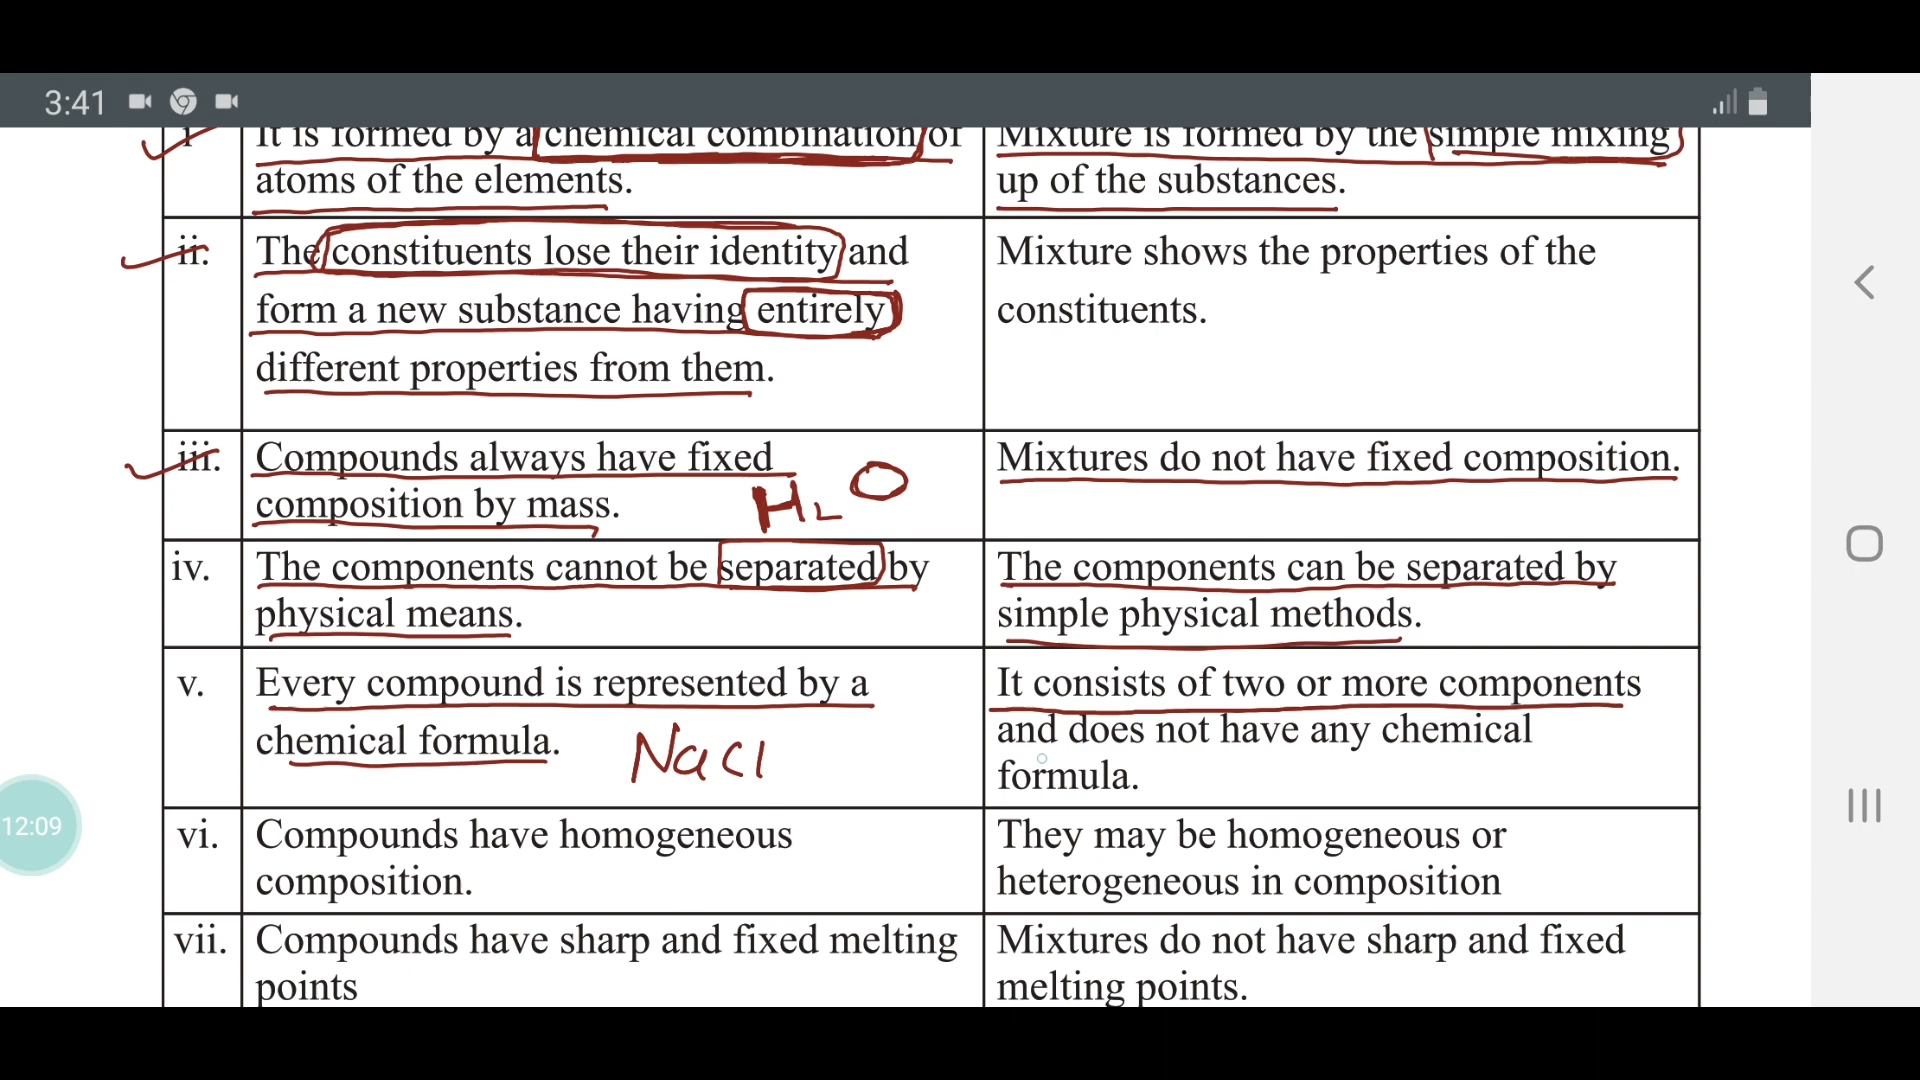 3:41
i It is formed by a chemical combination of
atoms of the elements.
Mixture is formed by the simple mixing
up of the substances.
ii. The constituents lose their identity and
form a new substance having entirely
different properties from them.
Mixture shows the properties of the
constituents.
iii. Compounds always have fixed
composition by mass.
H2O
Mixtures do not have fixed composition.
iv. The components cannot be separated by
physical means.
The components can be separated by
simple physical methods.
v. Every compound is represented by a
chemical formula.
NaCl
It consists of two or more components
and does not have any chemical
formula.
12:09
vi. Compounds have homogeneous
composition.
They may be homogeneous or
heterogeneous in composition
vii. Compounds have sharp and fixed melting
points
Mixtures do not have sharp and fixed
melting points.